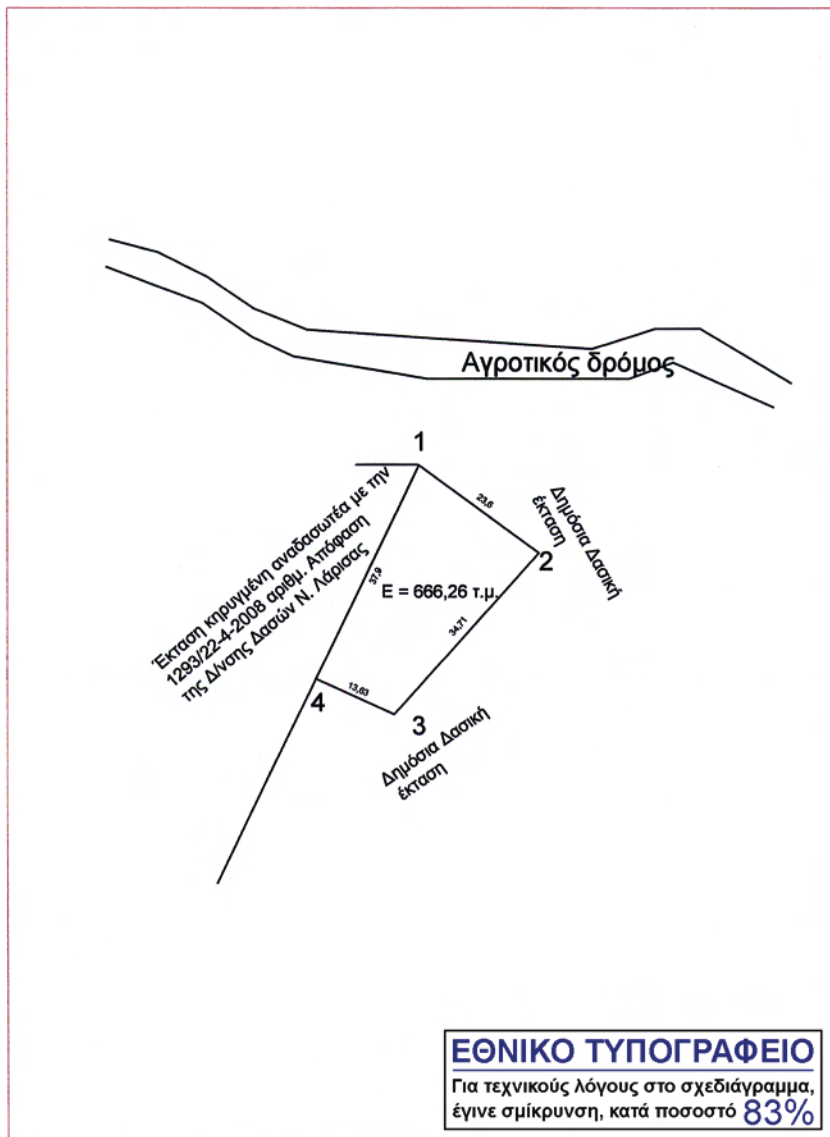 Αγροτικός δρόμος
1
23,6
Δημόσια Δασική
έκταση
2
Έκταση κηρυγμένη αναδασωτέα με την
1293/22-4-2008 αριθμ. Απόφαση
της Δ/νσης Δασών Ν. Λάρισας
37,9
E = 666,26 τ.μ.
34,71
4
13,63
3
Δημόσια Δασική
έκταση
ΕΘΝΙΚΟ ΤΥΠΟΓΡΑΦΕΙΟ
Για τεχνικούς λόγους στο σχεδιάγραμμα,
έγινε σμίκρυνση, κατά ποσοστό 83%